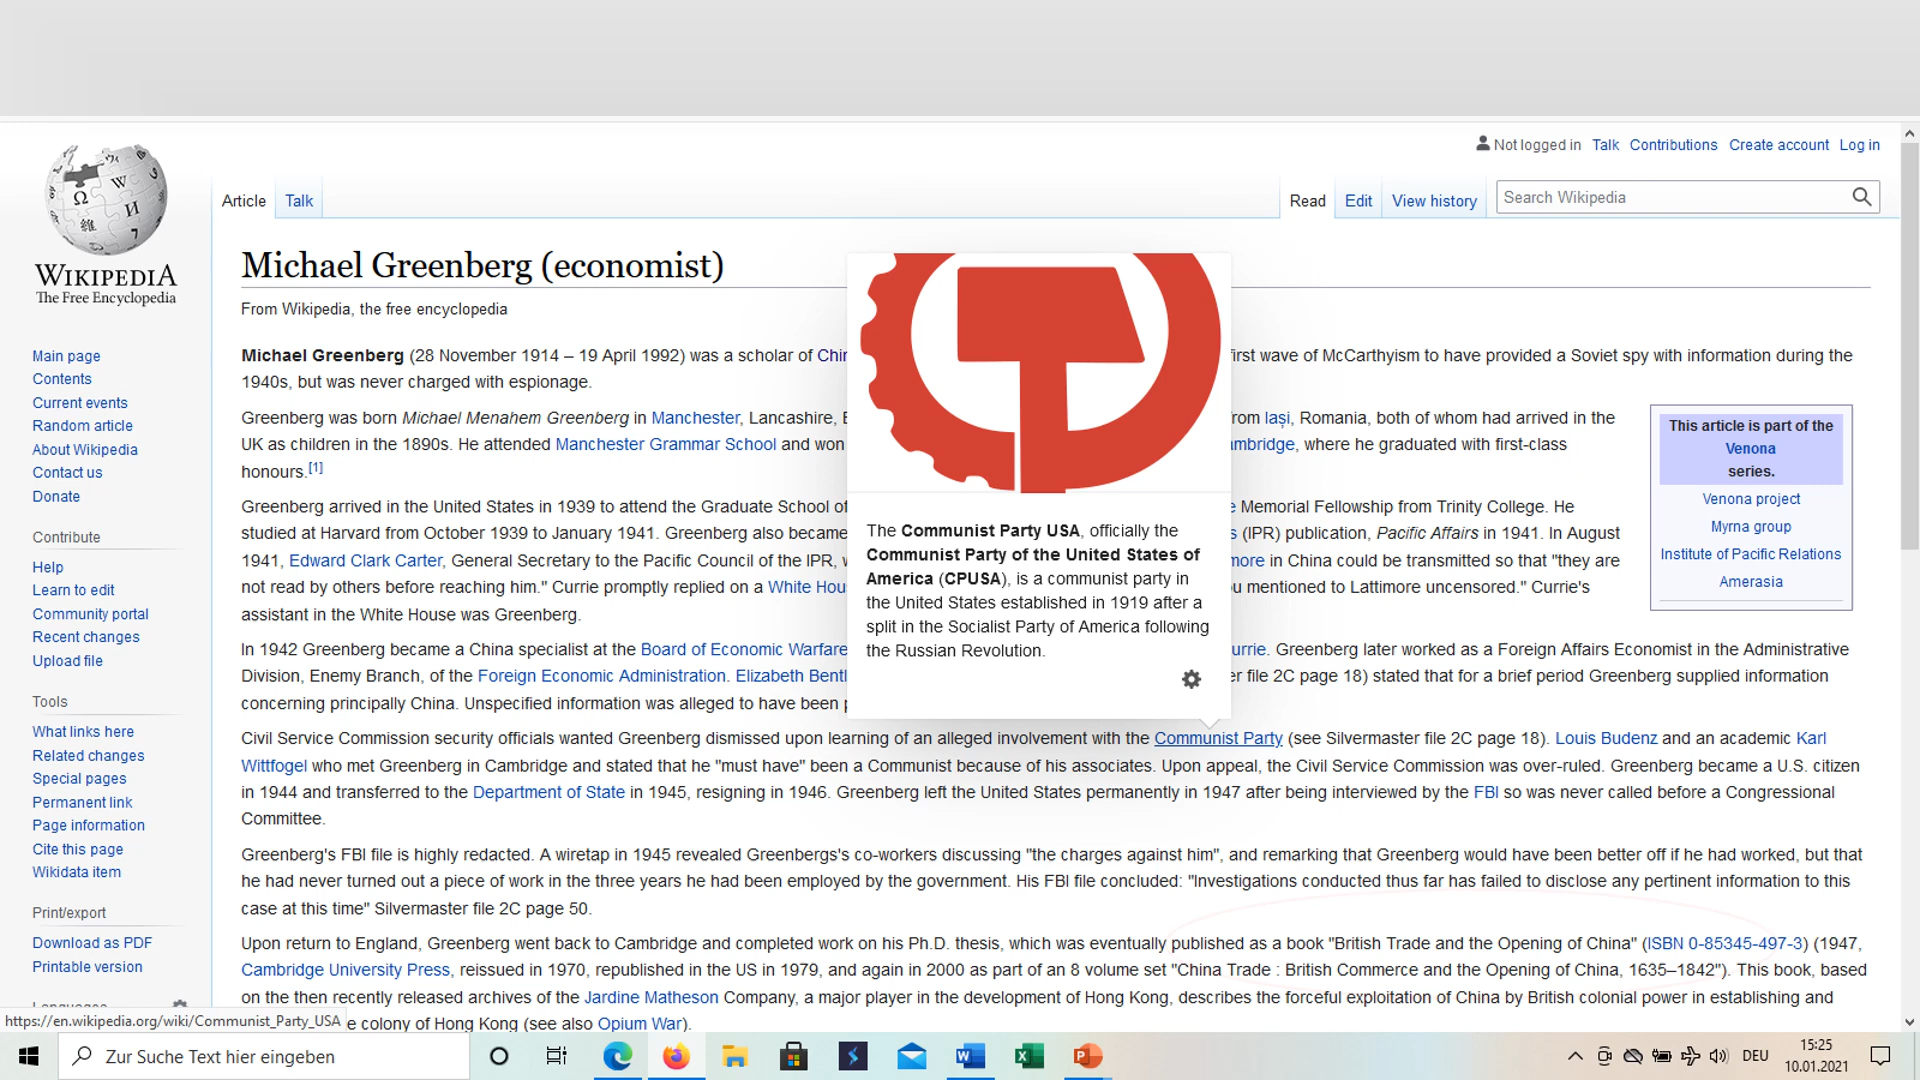 Not logged in Talk Contributions Create account Log in
Article Talk Read Edit View history Search Wikipedia
WIKIPEDIA
The Free Encyclopedia
Main page
Contents
Current events
Random article
About Wikipedia
Contact us
Donate
Contribute
Help
Learn to edit
Community portal
Recent changes
Upload file
Tools
What links here
Related changes
Special pages
Permanent link
Page information
Cite this page
Wikidata item
Print/export
Download as PDF
Printable version
Languages
Michael Greenberg (economist)
From Wikipedia, the free encyclopedia
Michael Greenberg (28 November 1914 – 19 April 1992) was a scholar of wave of McCarthyism to have provided a Soviet spy with information during the
1940s, but was never charged with espionage.
Greenberg was born Michael Menahem Greenberg in Manchester, Lancashire, Iași, Romania, both of whom had arrived in the
UK as children in the 1890s. He attended Manchester Grammar School and won where he graduated with first-class
honours.[1]
Greenberg arrived in the United States in 1939 to attend the Graduate School of Memorial Fellowship from Trinity College. He
studied at Harvard from October 1939 to January 1941. Greenberg also became (IPR) publication, Pacific Affairs in 1941. In August
1941, Edward Clark Carter, General Secretary to the Pacific Council of the IPR, in China could be transmitted so that "they are
not read by others before reaching him." Currie promptly replied on a White mentioned to Lattimore uncensored." Currie's
assistant in the White House was Greenberg.
In 1942 Greenberg became a China specialist at the Board of Economic Warfare Greenberg later worked as a Foreign Affairs Economist in the Administrative
Division, Enemy Branch, of the Foreign Economic Administration. Elizabeth file 2C page 18) stated that for a brief period Greenberg supplied information
concerning principally China. Unspecified information was alleged to have been
Civil Service Commission security officials wanted Greenberg dismissed upon learning of an alleged involvement with the Communist Party (see Silvermaster file 2C page 18). Louis Budenz and an academic Karl
Wittfogel who met Greenberg in Cambridge and stated that he "must have" been a Communist because of his associates. Upon appeal, the Civil Service Commission was over-ruled. Greenberg became a U.S. citizen
in 1944 and transferred to the Department of State in 1945, resigning in 1946. Greenberg left the United States permanently in 1947 after being interviewed by the FBI so was never called before a Congressional
Committee.
Greenberg's FBI file is highly redacted. A wiretap in 1945 revealed Greenbergs's co-workers discussing "the charges against him", and remarking that Greenberg would have been better off if he had worked, but that
he had never turned out a piece of work in the three years he had been employed by the government. His FBI file concluded: "Investigations conducted thus far has failed to disclose any pertinent information to this
case at this time" Silvermaster file 2C page 50.
Upon return to England, Greenberg went back to Cambridge and completed work on his Ph.D. thesis, which was eventually published as a book "British Trade and the Opening of China" (ISBN 0-85345-497-3) (1947,
Cambridge University Press, reissued in 1970, republished in the US in 1979, and again in 2000 as part of an 8 volume set "China Trade : British Commerce and the Opening of China, 1635–1842"). This book, based
on the then recently released archives of the Jardine Matheson Company, a major player in the development of Hong Kong, describes the forceful exploitation of China by British colonial power in establishing and
colony of Hong Kong (see also Opium War).
This article is part of the
Venona
series.
Venona project
Myrna group
Institute of Pacific Relations
Amerasia
The Communist Party USA, officially the
Communist Party of the United States of
America (CPUSA), is a communist party in
the United States established in 1919 after a
split in the Socialist Party of America following
the Russian Revolution.
https://en.wikipedia.org/wiki/Communist_Party_USA
Zur Suche Text hier eingeben
DEU
15:25
10.01.2021